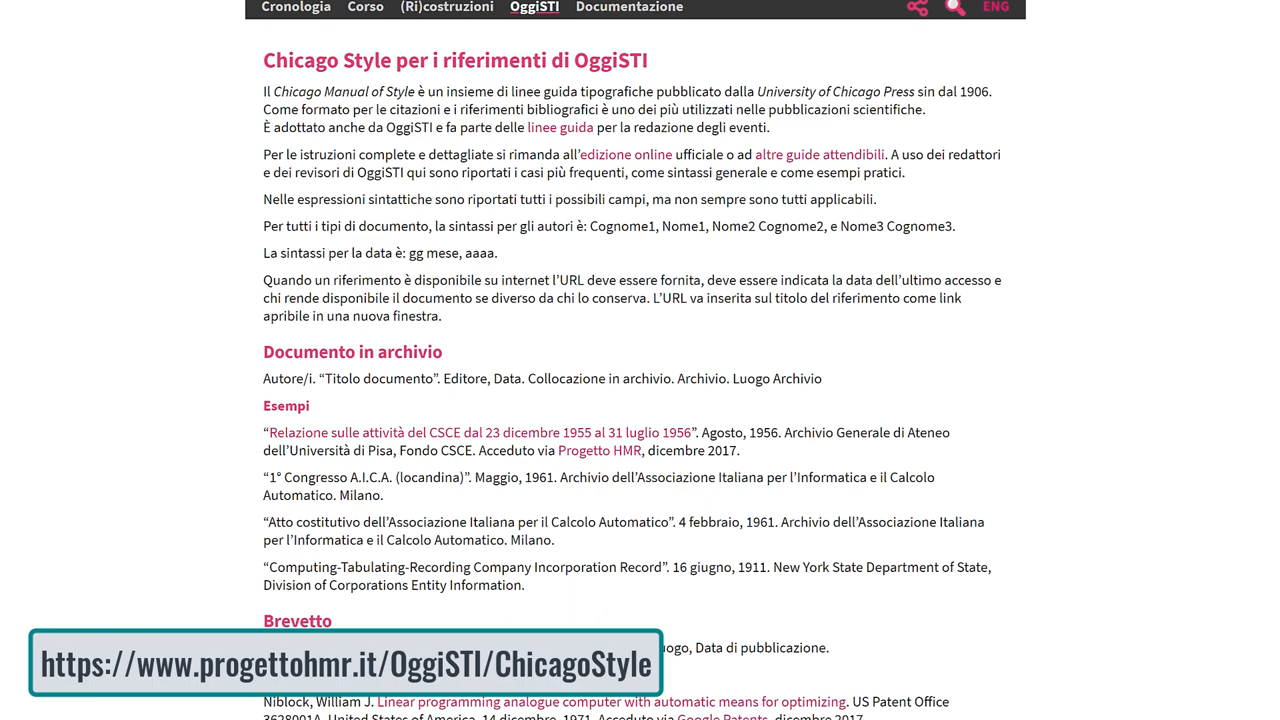 Cronologia Corso (Ri)costruzioni OggiSTI Documentazione ENG
Chicago Style per i riferimenti di OggiSTI
Il Chicago Manual of Style è un insieme di linee guida tipografiche pubblicato dalla University of Chicago Press sin dal 1906.
Come formato per le citazioni e i riferimenti bibliografici è uno dei più utilizzati nelle pubblicazioni scientifiche.
È adottato anche da OggiSTI e fa parte delle linee guida per la redazione degli eventi.
Per le istruzioni complete e dettagliate si rimanda all’edizione online ufficiale o ad altre guide attendibili. A uso dei redattori
e dei revisori di OggiSTI qui sono riportati i casi più frequenti, come sintassi generale e come esempi pratici.
Nelle espressioni sintattiche sono riportati tutti i possibili campi, ma non sempre sono tutti applicabili.
Per tutti i tipi di documento, la sintassi per gli autori è: Cognome1, Nome1, Nome2 Cognome2, e Nome3 Cognome3.
La sintassi per la data è: gg mese, aaaa.
Quando un riferimento è disponibile su internet l’URL deve essere fornita, deve essere indicata la data dell’ultimo accesso e
chi rende disponibile il documento se diverso da chi lo conserva. L’URL va inserita sul titolo del riferimento come link
apribile in una nuova finestra.
Documento in archivio
Autore/i. “Titolo documento”. Editore, Data. Collocazione in archivio. Archivio. Luogo Archivio
Esempi
“Relazione sulle attività del CSCE dal 23 dicembre 1955 al 31 luglio 1956”. Agosto, 1956. Archivio Generale di Ateneo
dell’Università di Pisa, Fondo CSCE. Acceduto via Progetto HMR, dicembre 2017.
“1° Congresso A.I.C.A. (locandina)”. Maggio, 1961. Archivio dell’Associazione Italiana per l’Informatica e il Calcolo
Automatico. Milano.
“Atto costitutivo dell’Associazione Italiana per il Calcolo Automatico”. 4 febbraio, 1961. Archivio dell’Associazione Italiana
per l’Informatica e il Calcolo Automatico. Milano.
“Computing-Tabulating-Recording Company Incorporation Record”. 16 giugno, 1911. New York State Department of State,
Division of Corporations Entity Information.
Brevetto
Data di pubblicazione.
https://www.progettohmr.it/OggiSTI/ChicagoStyle
Niblock, William J. Linear programming analogue computer with automatic means for optimizing. US Patent Office
3628001A, United States of America, 14 dicembre, 1971. Acceduto via Google Patents, dicembre 2017.